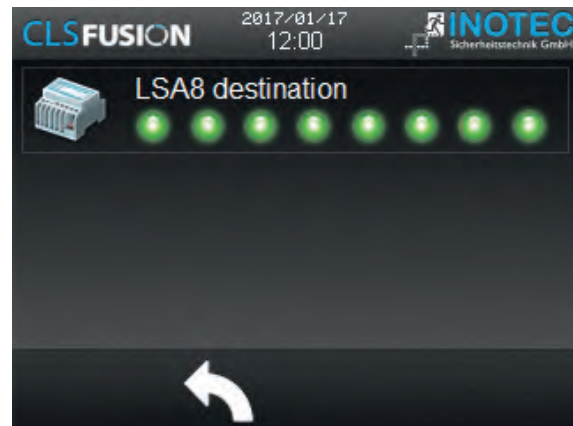 CLSFUSION
2017/01/17
12:00
INOTEC
Sicherheitstechnik GmbH
LSA8 destination